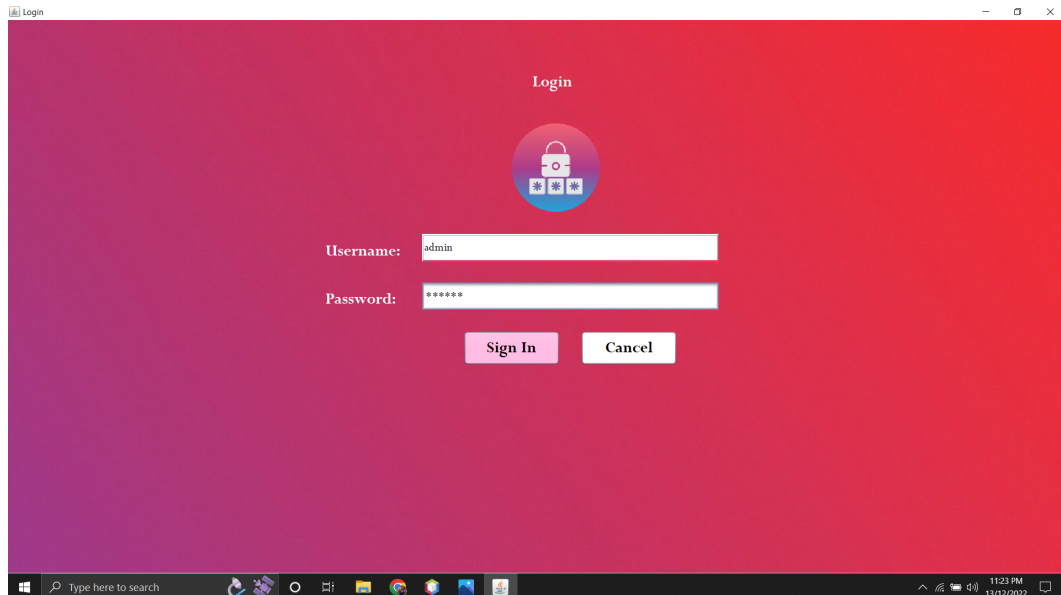 Login
Login
Username: admin
Password: ******
Sign In Cancel
Type here to search
11:23 PM
13/12/2022